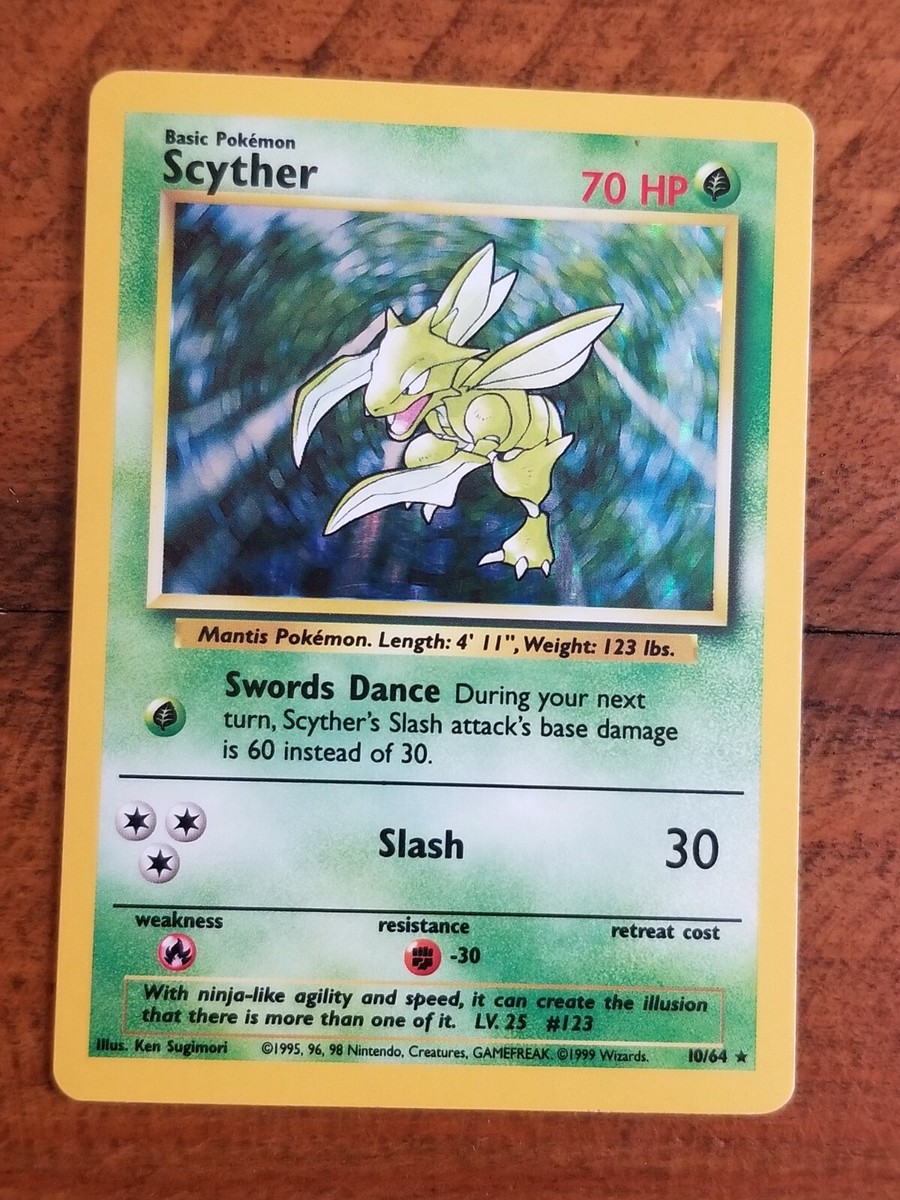 Basic Pokémon
Scyther
70 HP
Mantis Pokémon. Length: 4' 11", Weight: 123 lbs.
Swords Dance During your next
turn, Scyther's Slash attack's base damage
is 60 instead of 30.
Slash 30
weakness resistance retreat cost
-30
With ninja-like agility and speed, it can create the illusion
that there is more than one of it. LV. 25 #123
Illus. Ken Sugimori ©1995, 96, 98 Nintendo, Creatures, GAMEFREAK. ©1999 Wizards. 10/64 ★